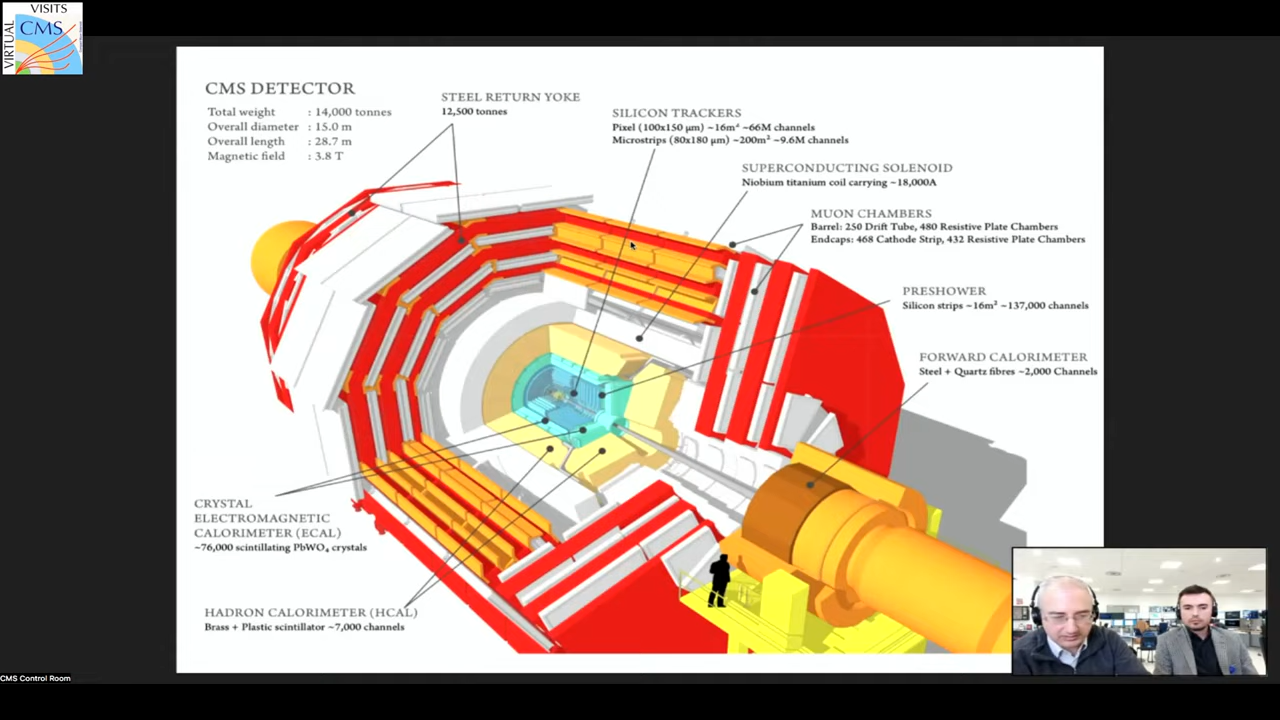 VISITS
CMS
VIRTUAL
CMS DETECTOR
Total weight : 14,000 tonnes
Overall diameter : 15.0 m
Overall length : 28.7 m
Magnetic field : 3.8 T
STEEL RETURN YOKE
12,500 tonnes
SILICON TRACKERS
Pixel (100x150 μm) ~16m² ~66M channels
Microstrips (80x180 μm) ~200m² ~9.6M channels
SUPERCONDUCTING SOLENOID
Niobium titanium coil carrying ~18,000A
MUON CHAMBERS
Barrel: 250 Drift Tube, 480 Resistive Plate Chambers
Endcaps: 468 Cathode Strip, 432 Resistive Plate Chambers
PRESHOWER
Silicon strips ~16m² ~137,000 channels
FORWARD CALORIMETER
Steel + Quartz fibres ~2,000 Channels
CRYSTAL
ELECTROMAGNETIC
CALORIMETER (ECAL)
~76,000 scintillating PbWO₄ crystals
HADRON CALORIMETER (HCAL)
Brass + Plastic scintillator ~7,000 channels
CMS Control Room